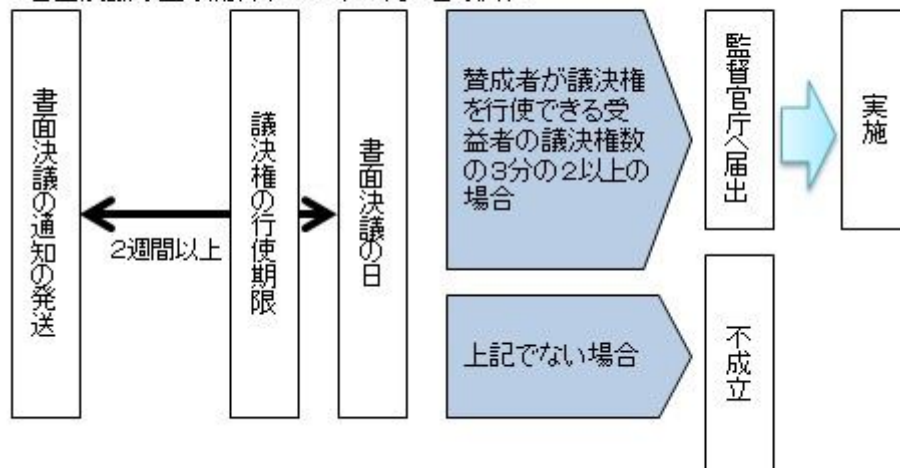 書面決議の通知の発送
2週間以上
議決権の行使期限
書面決議の日
賛成者が議決権
を行使できる受
益者の議決権数
の3分の2以上の
場合
監督官庁へ届出
実施
上記でない場合
不成立